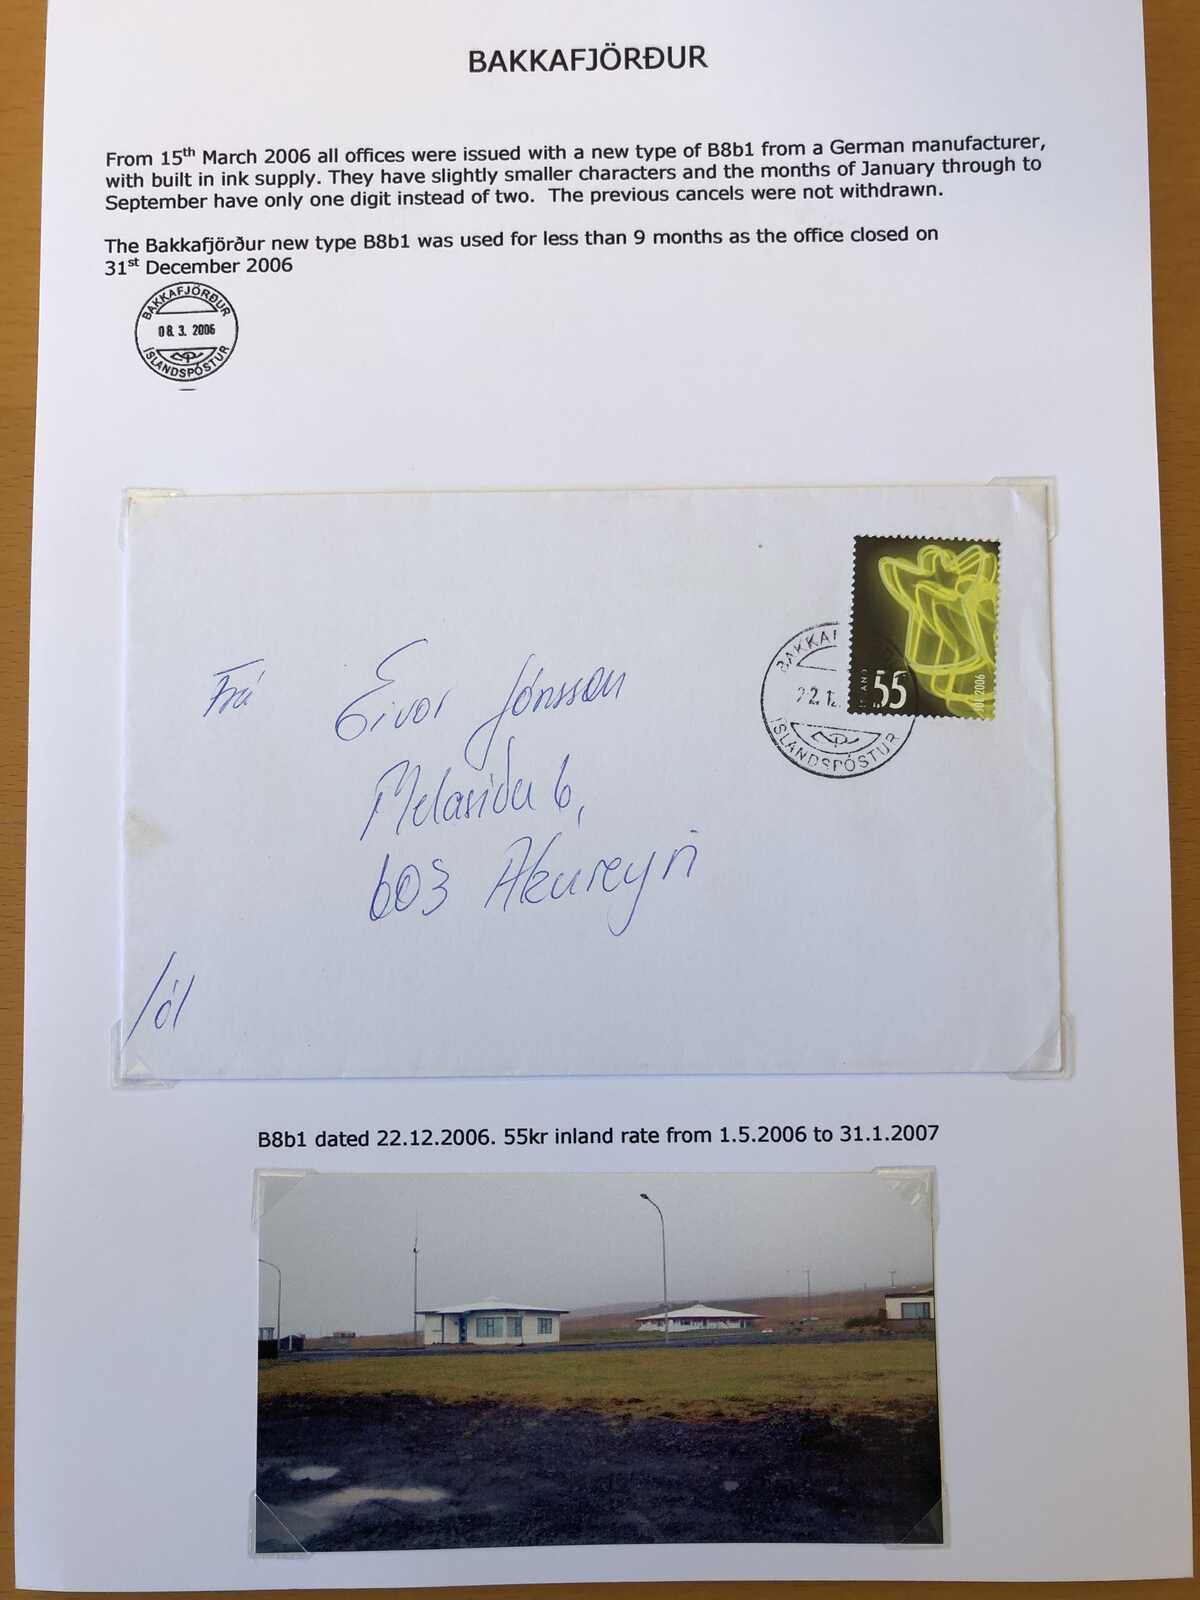 BAKKAFJÖRÐUR
From 15th March 2006 all offices were issued with a new type of B8b1 from a German manufacturer,
with built in ink supply. They have slightly smaller characters and the months of January through to
September have only one digit instead of two. The previous cancels were not withdrawn.
The Bakkafjörður new type B8b1 was used for less than 9 months as the office closed on
31st December 2006
BAKKAFJÖRÐUR
08. 3. 2006
ÍSLANDSPÓSTUR
Frá Eivor Jónsson
Melasíðu 6,
603 Akureyri
/ól
55
JÓL 2006
BAKKAF
22.12.
ÍSLANDSPÓSTUR
B8b1 dated 22.12.2006. 55kr inland rate from 1.5.2006 to 31.1.2007